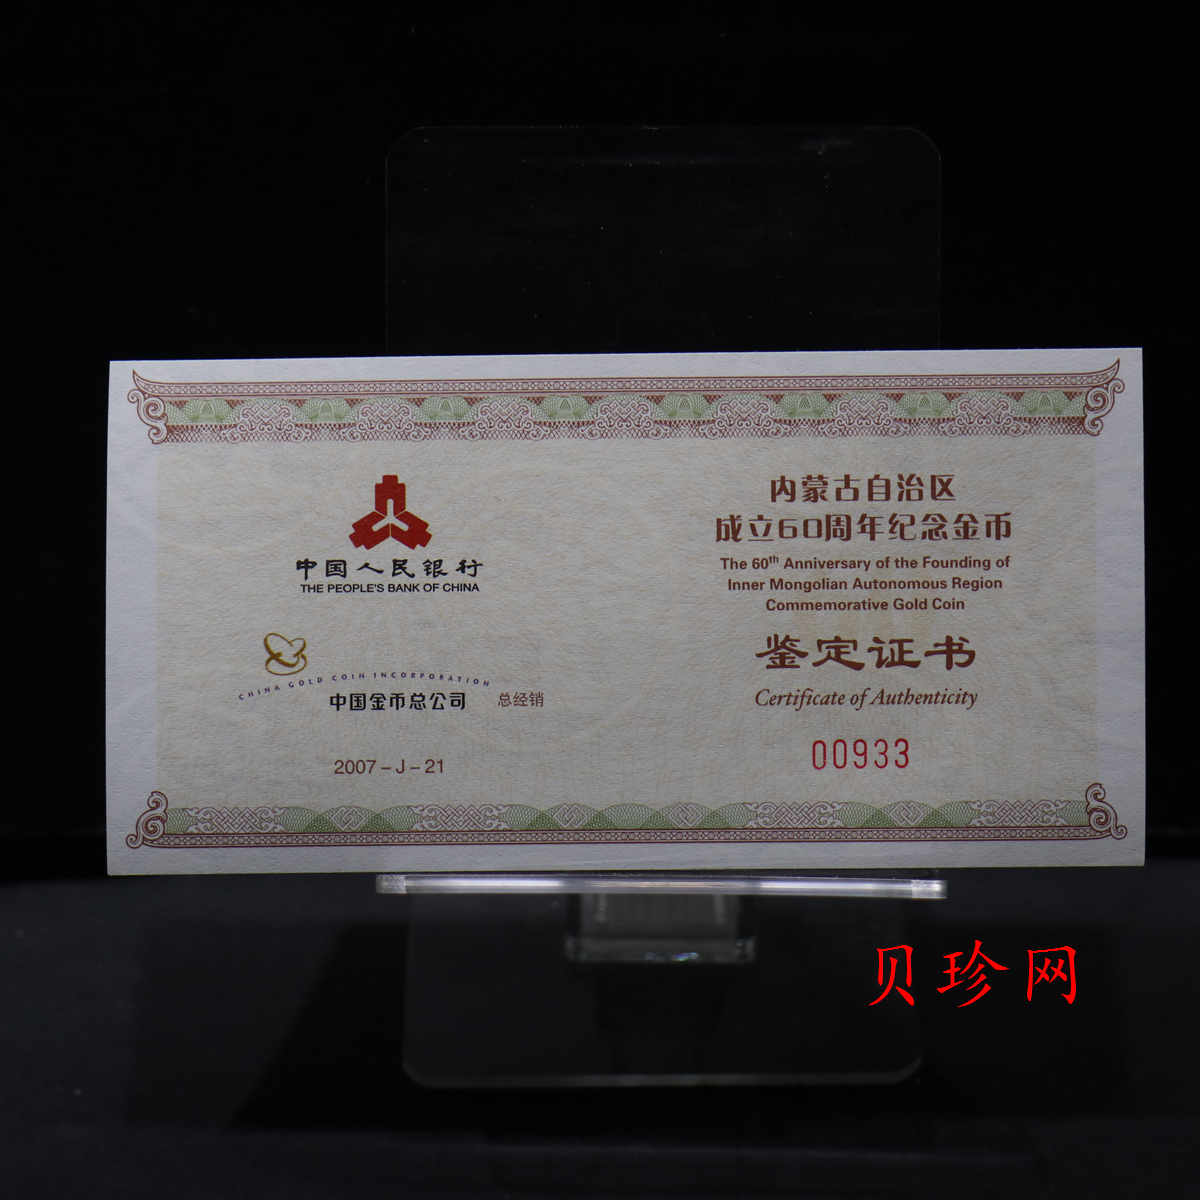 中国人民银行
THE PEOPLE'S BANK OF CHINA
CHINA GOLD COIN INCORPORATION
中国金币总公司 总经销
2007-J-21
内蒙古自治区
成立60周年纪念金币
The 60th Anniversary of the Founding of
Inner Mongolian Autonomous Region
Commemorative Gold Coin
鉴定证书
Certificate of Authenticity
00933
贝珍网